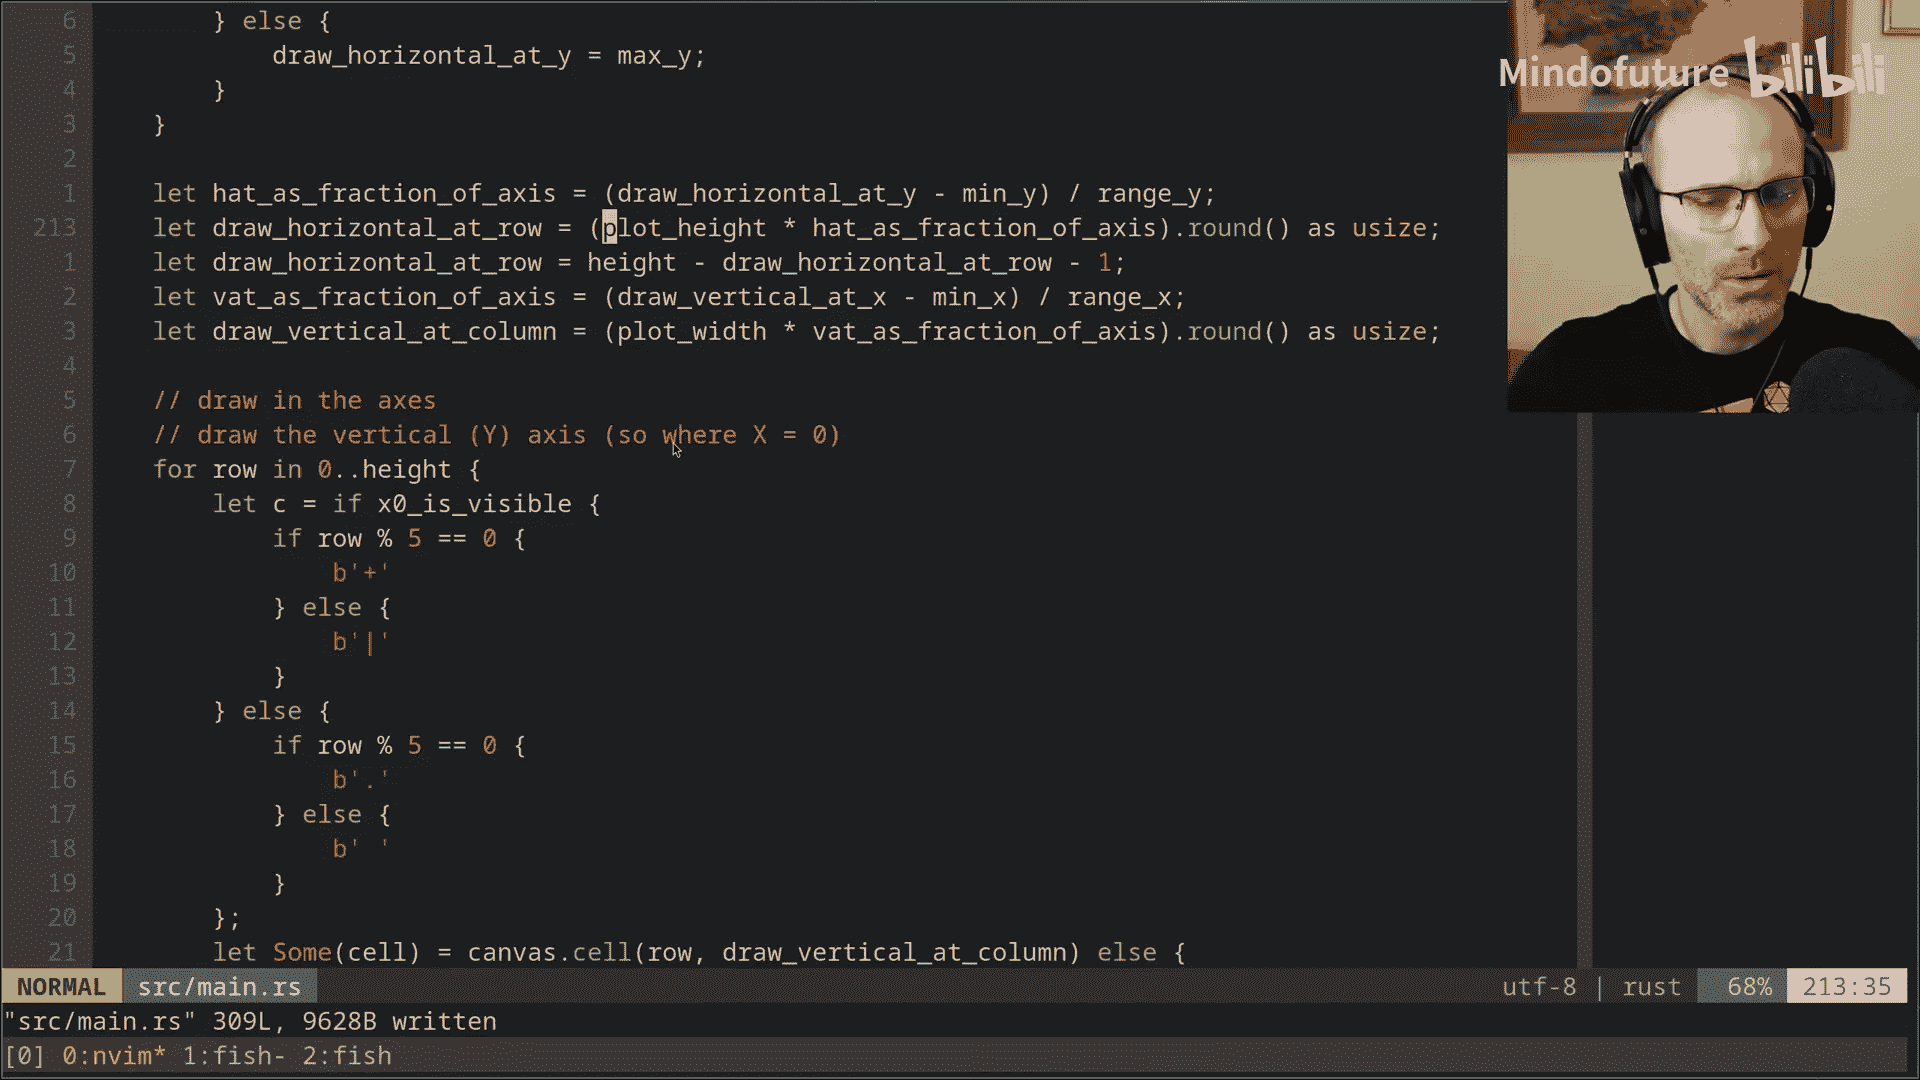 6 } else {
5 draw_horizontal_at_y = max_y;
4 }
3 }
2
1 let hat_as_fraction_of_axis = (draw_horizontal_at_y - min_y) / range_y;
213 let draw_horizontal_at_row = (plot_height * hat_as_fraction_of_axis).round() as usize;
1 let draw_horizontal_at_row = height - draw_horizontal_at_row - 1;
2 let vat_as_fraction_of_axis = (draw_vertical_at_x - min_x) / range_x;
3 let draw_vertical_at_column = (plot_width * vat_as_fraction_of_axis).round() as usize;
4
5 // draw in the axes
6 // draw the vertical (Y) axis (so where X = 0)
7 for row in 0..height {
8 let c = if x0_is_visible {
9 if row % 5 == 0 {
10 b'+'
11 } else {
12 b'|'
13 }
14 } else {
15 if row % 5 == 0 {
16 b'.'
17 } else {
18 b' '
19 }
20 };
21 let Some(cell) = canvas.cell(row, draw_vertical_at_column) else {
NORMAL src/main.rs utf-8 | rust 68% 213:35
"src/main.rs" 309L, 9628B written
[0] 0:nvim* 1:fish- 2:fish
Mindofuture bilibili